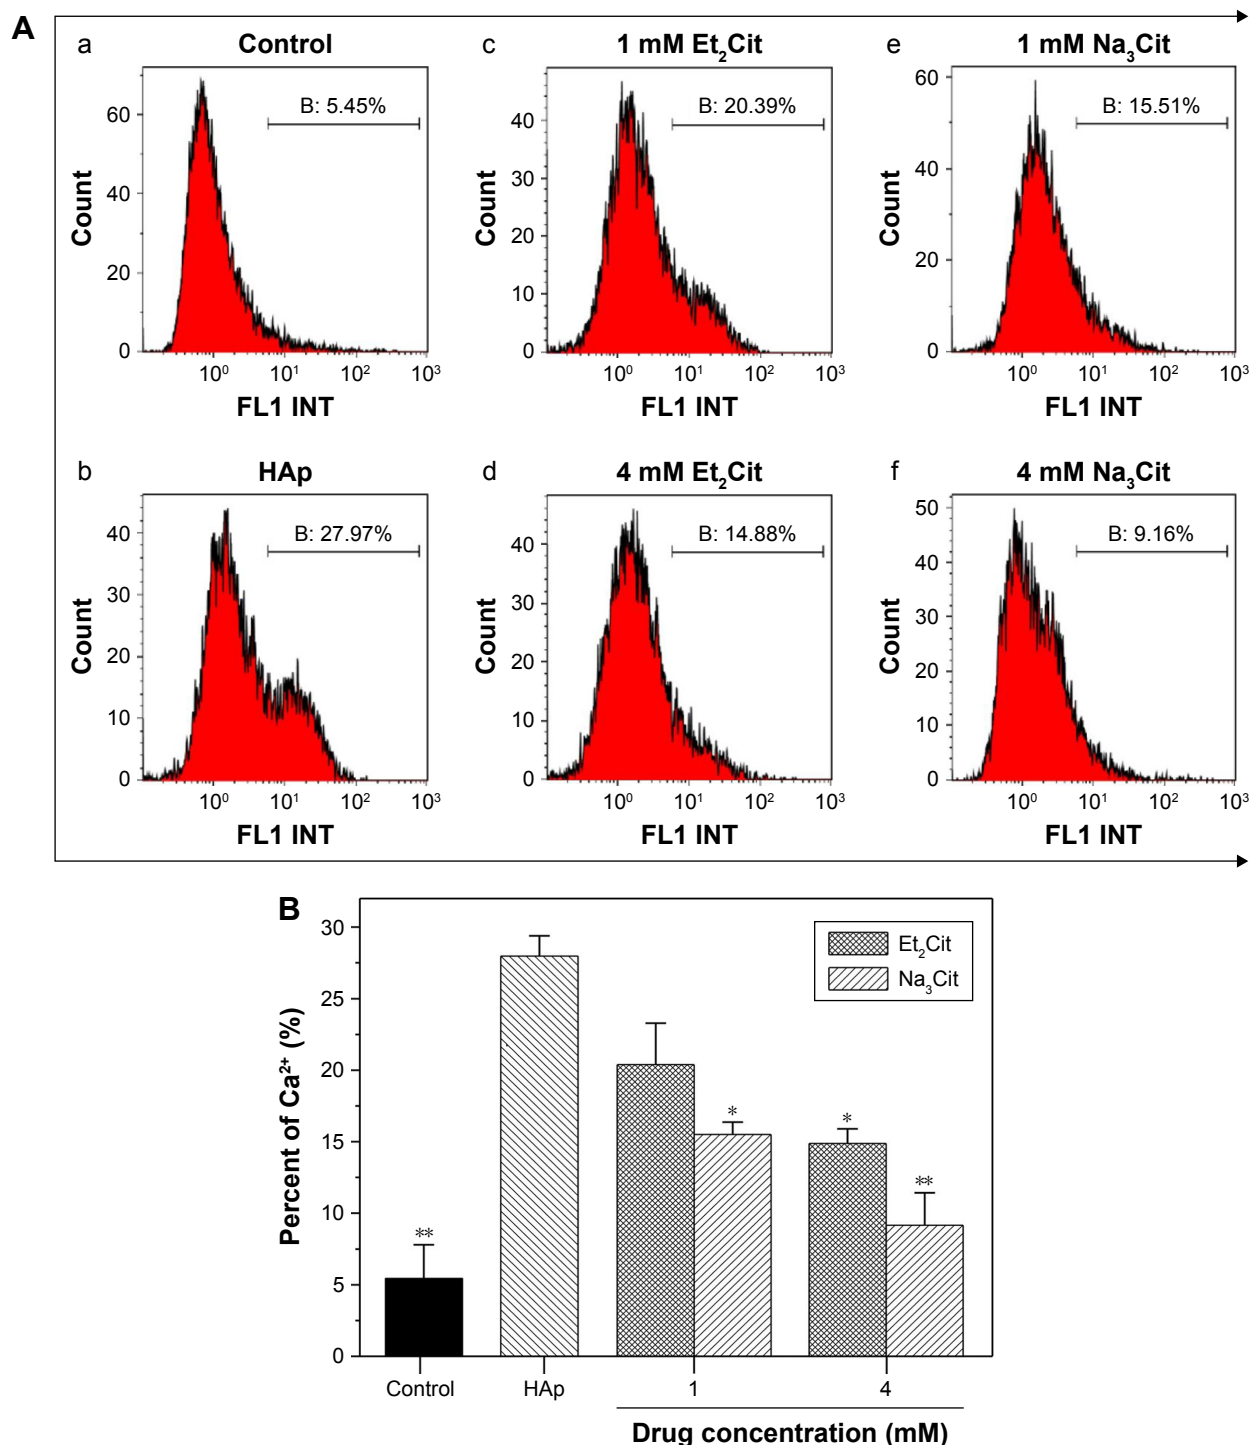 A
a
Control
B: 5.45%
Count
60
40
20
0
10⁰ 10¹ 10² 10³
FL1 INT
c
1 mM Et₂Cit
B: 20.39%
Count
40
30
20
10
0
10⁰ 10¹ 10² 10³
FL1 INT
e
1 mM Na₃Cit
B: 15.51%
Count
60
40
20
0
10⁰ 10¹ 10² 10³
FL1 INT
b
HAp
B: 27.97%
Count
40
30
20
10
0
10⁰ 10¹ 10² 10³
FL1 INT
d
4 mM Et₂Cit
B: 14.88%
Count
40
30
20
10
0
10⁰ 10¹ 10² 10³
FL1 INT
f
4 mM Na₃Cit
B: 9.16%
Count
50
40
30
20
10
0
10⁰ 10¹ 10² 10³
FL1 INT
B
Percent of Ca²⁺ (%)
30
25
20
15
10
5
0
Et₂Cit
Na₃Cit
**
*
*
**
Control HAp 1 4
Drug concentration (mM)